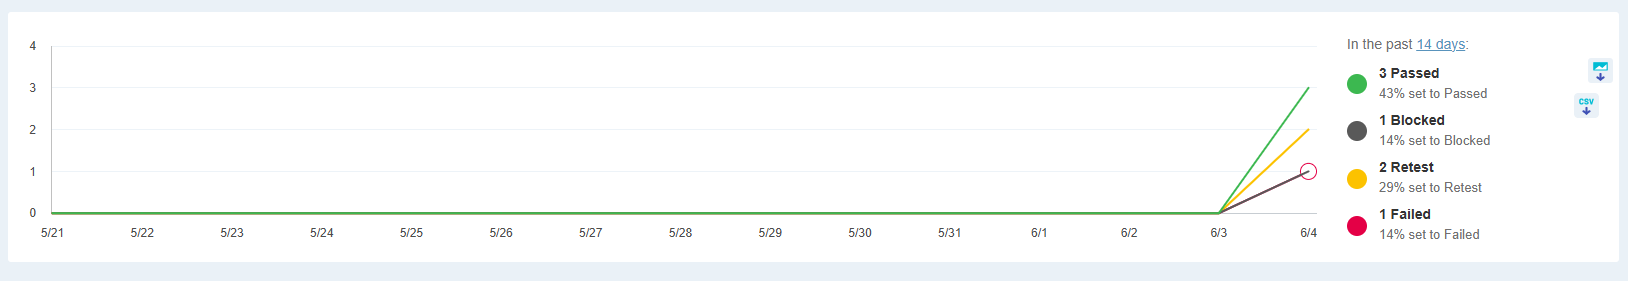 4
3
2
1
0
5/21 5/22 5/23 5/24 5/25 5/26 5/27 5/28 5/29 5/30 5/31 6/1 6/2 6/3 6/4
In the past 14 days:
3 Passed
43% set to Passed
1 Blocked
14% set to Blocked
2 Retest
29% set to Retest
1 Failed
14% set to Failed
CSV